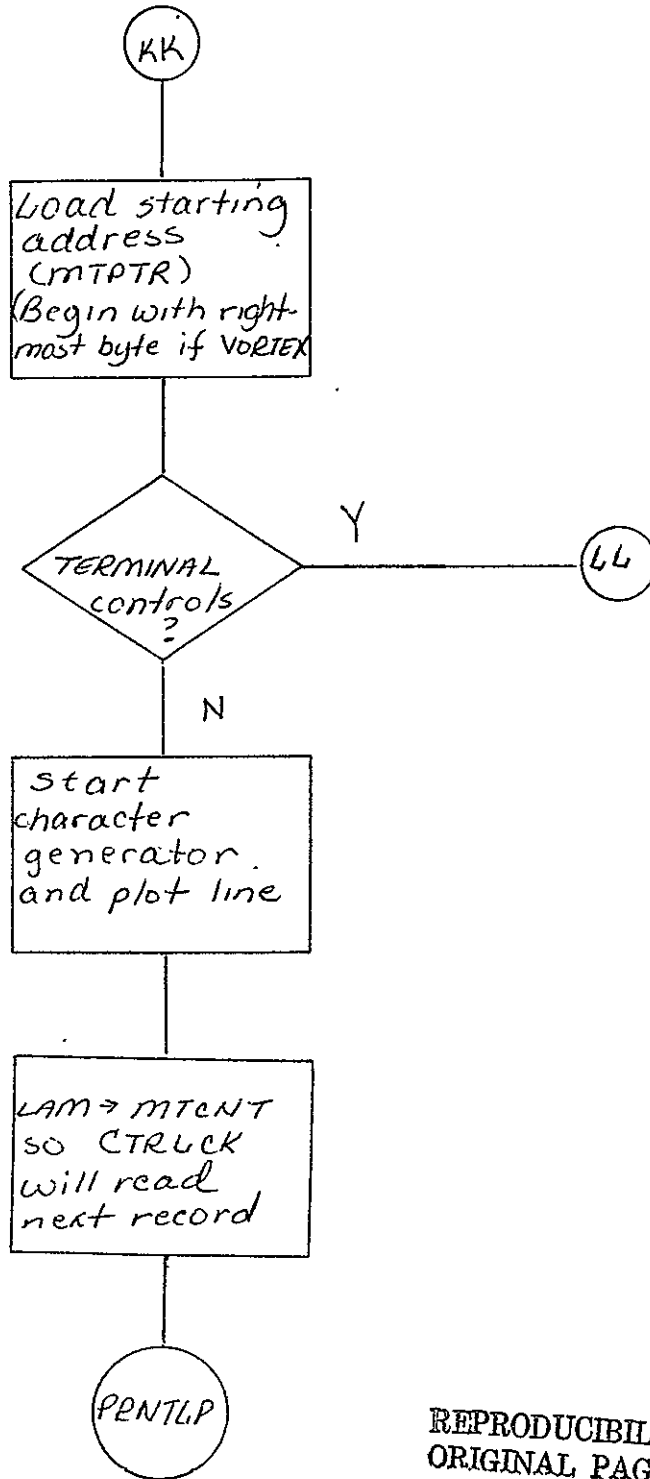 KK
Load starting
address
(MTPTR)
(Begin with right-
most byte if VORTEX
TERMINAL
controls
?
Y
LL
N
start
character
generator.
and plot line
LAM→ MTCNT
so CTRLCK
will read
next record
PRNTLP
REPRODUCIBIL
ORIGINAL PAG